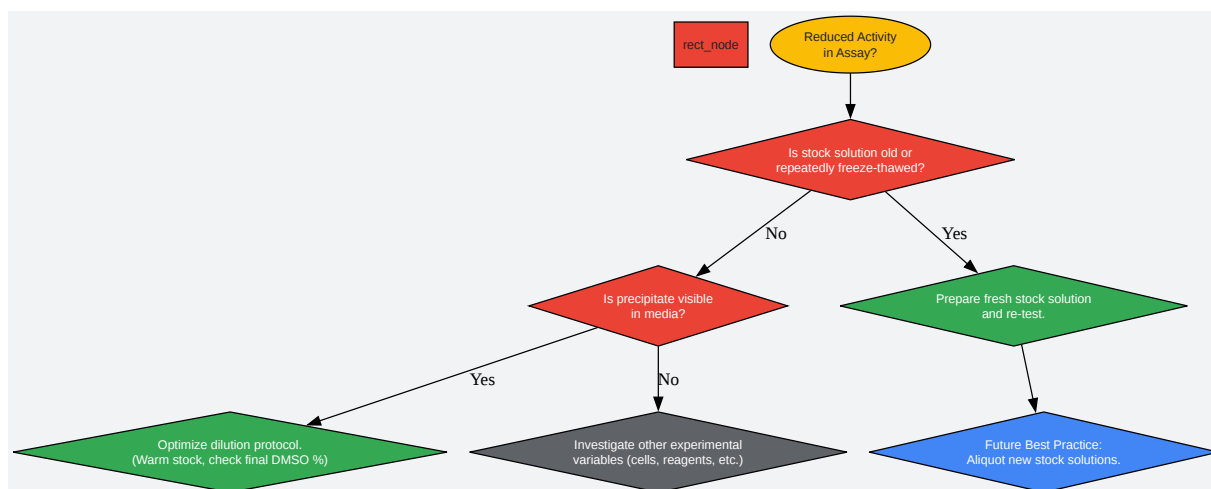 rect_node
Reduced Activity
in Assay?
Is stock solution old or
repeatedly freeze-thawed?
No
Yes
Is precipitate visible
in media?
Prepare fresh stock solution
and re-test.
Yes
No
Optimize dilution protocol.
(Warm stock, check final DMSO %)
Investigate other experimental
variables (cells, reagents, etc.)
Future Best Practice:
Aliquot new stock solutions.